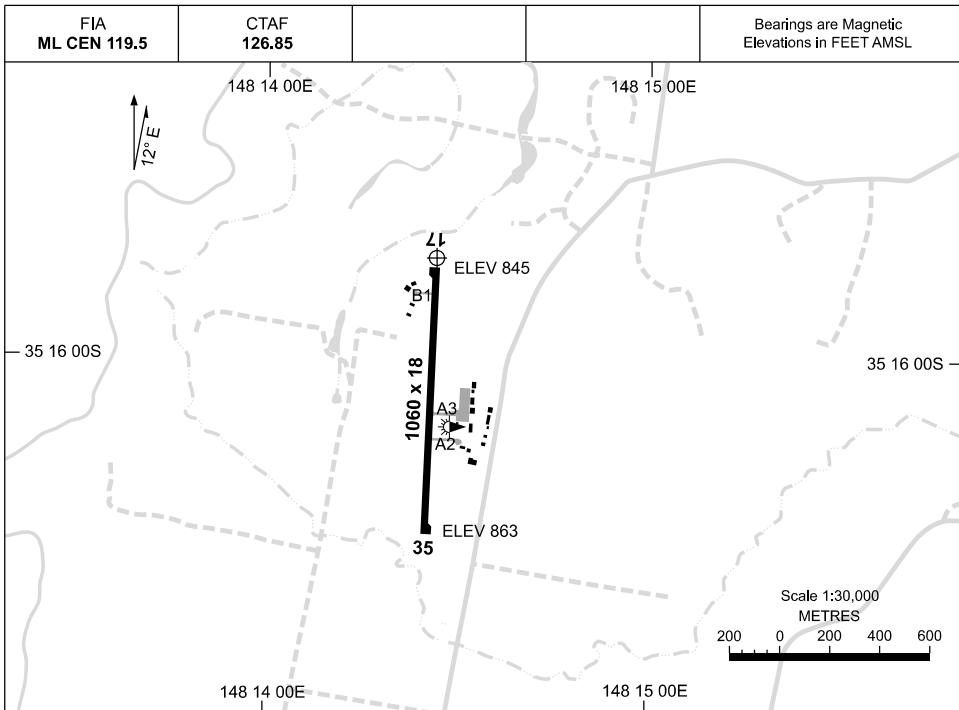 FIA
ML CEN 119.5
CTAF
126.85
Bearings are Magnetic
Elevations in FEET AMSL
148 14 00E
148 15 00E
12° E
17
ELEV 845
B1
35 16 00S
35 16 00S
1060 x 18
A3
A2
ELEV 863
35
Scale 1:30,000
METRES
200 0 200 400 600
148 14 00E
148 15 00E